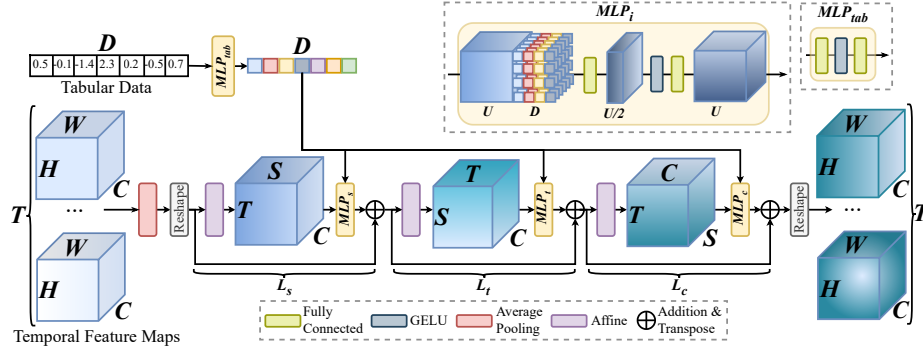 D
0.5 -0.1 -1.4 2.3 0.2 -0.5 0.7
Tabular Data
MLP_tab
D
MLP_i
U
D
U/2
U
MLP_tab
T
W
H
C
...
W
H
C
Temporal Feature Maps
Reshape
S
T
C
MLP_s
L_s
T
S
C
MLP_t
L_t
C
T
S
MLP_c
L_c
Reshape
W
H
C
...
W
H
C
T
Fully
Connected
GELU
Average
Pooling
Affine
Addition &
Transpose